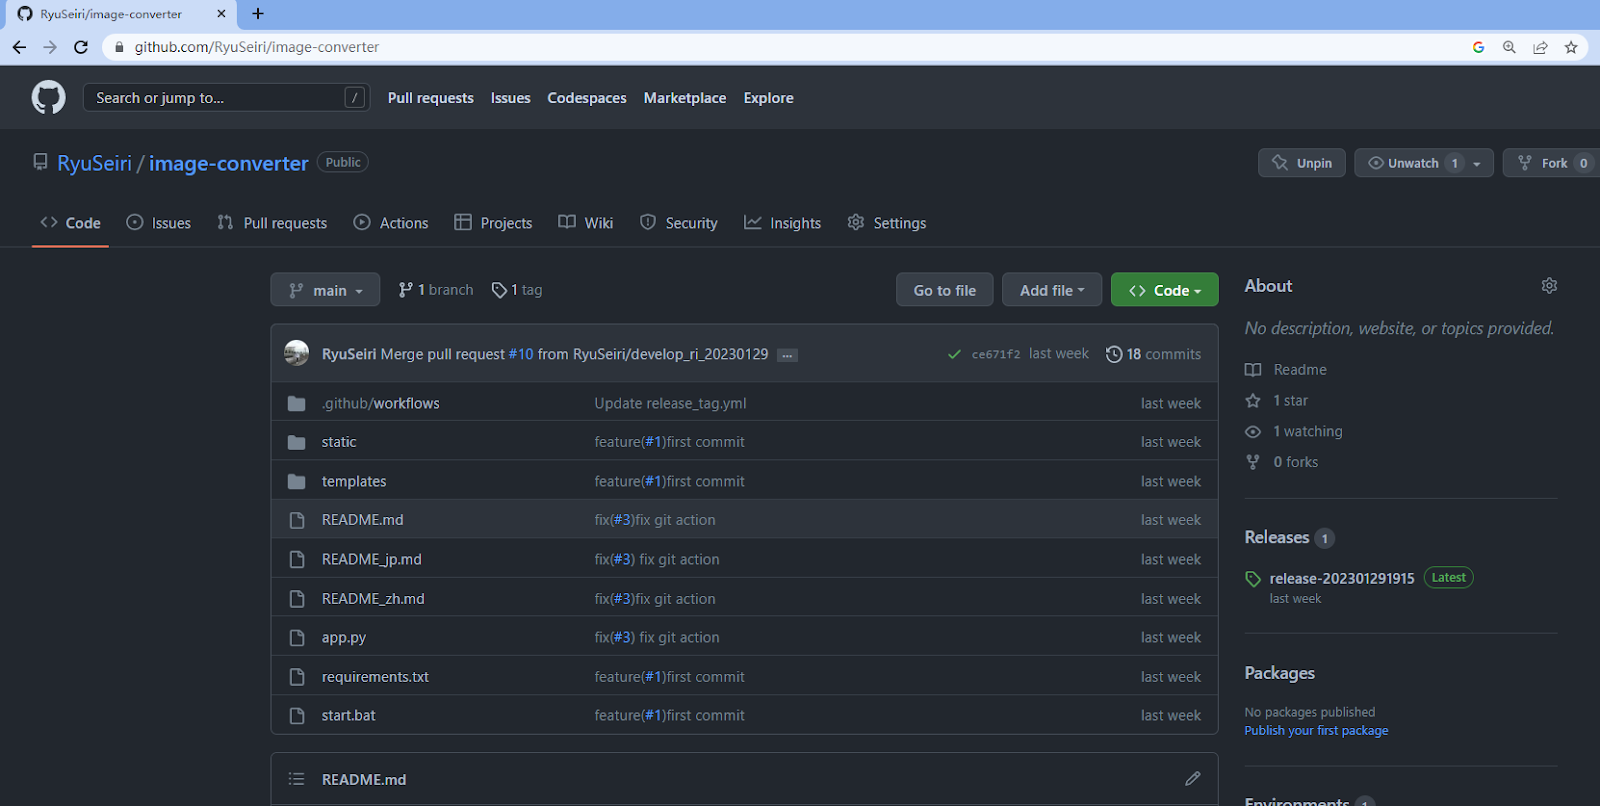 RyuSeiri/image-converter
github.com/RyuSeiri/image-converter
Search or jump to... / Pull requests Issues Codespaces Marketplace Explore
RyuSeiri / image-converter Public Unpin Unwatch 1 Fork 0
Code Issues Pull requests Actions Projects Wiki Security Insights Settings
main 1 branch 1 tag Go to file Add file Code
RyuSeiri Merge pull request #10 from RyuSeiri/develop_ri_20230129 ... ce671f2 last week 18 commits
.github/workflows Update release_tag.yml last week
static feature(#1)first commit last week
templates feature(#1)first commit last week
README.md fix(#3)fix git action last week
README_jp.md fix(#3) fix git action last week
README_zh.md fix(#3)fix git action last week
app.py fix(#3) fix git action last week
requirements.txt feature(#1)first commit last week
start.bat feature(#1)first commit last week
README.md
About
No description, website, or topics provided.
Readme
1 star
1 watching
0 forks
Releases 1
release-202301291915 Latest
last week
Packages
No packages published
Publish your first package
Environments 1